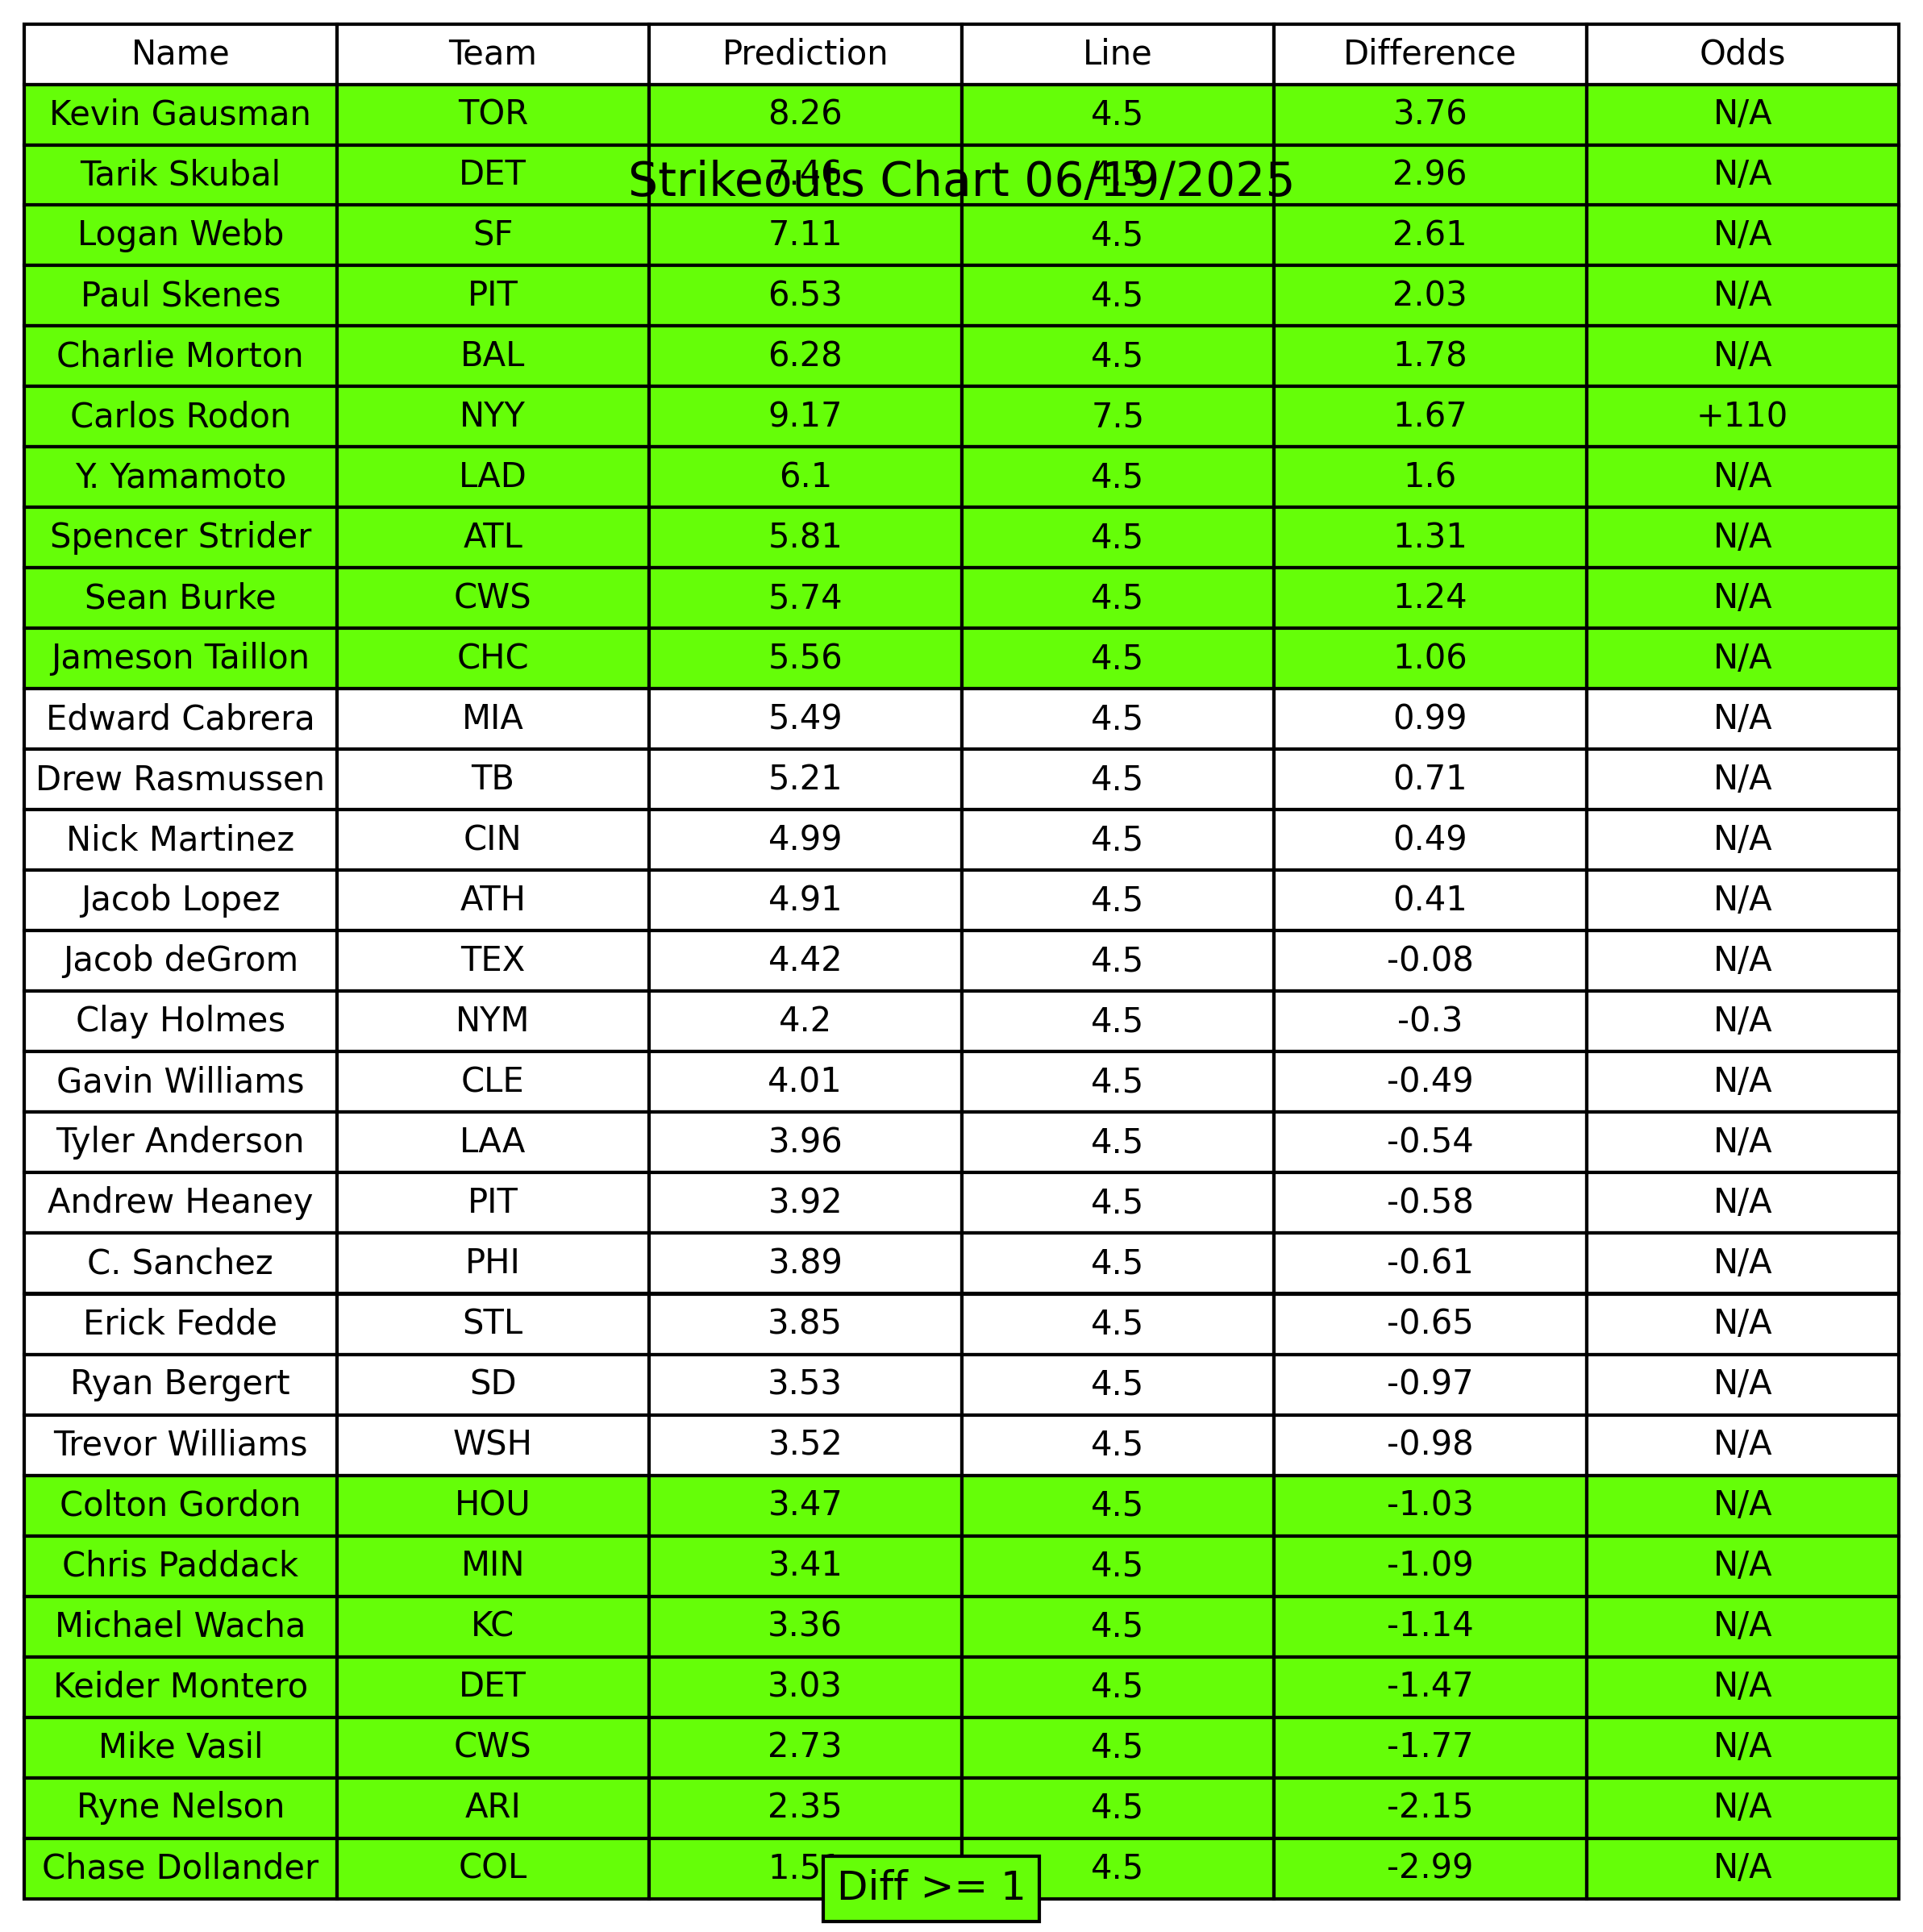 Name Team Prediction Line Difference Odds
Kevin Gausman TOR 8.26 4.5 3.76 N/A
Tarik Skubal DET 7.46 4.5 2.96 N/A
Strikeouts Chart 06/19/2025
Logan Webb SF 7.11 4.5 2.61 N/A
Paul Skenes PIT 6.53 4.5 2.03 N/A
Charlie Morton BAL 6.28 4.5 1.78 N/A
Carlos Rodon NYY 9.17 7.5 1.67 +110
Y. Yamamoto LAD 6.1 4.5 1.6 N/A
Spencer Strider ATL 5.81 4.5 1.31 N/A
Sean Burke CWS 5.74 4.5 1.24 N/A
Jameson Taillon CHC 5.56 4.5 1.06 N/A
Edward Cabrera MIA 5.49 4.5 0.99 N/A
Drew Rasmussen TB 5.21 4.5 0.71 N/A
Nick Martinez CIN 4.99 4.5 0.49 N/A
Jacob Lopez ATH 4.91 4.5 0.41 N/A
Jacob deGrom TEX 4.42 4.5 -0.08 N/A
Clay Holmes NYM 4.2 4.5 -0.3 N/A
Gavin Williams CLE 4.01 4.5 -0.49 N/A
Tyler Anderson LAA 3.96 4.5 -0.54 N/A
Andrew Heaney PIT 3.92 4.5 -0.58 N/A
C. Sanchez PHI 3.89 4.5 -0.61 N/A
Erick Fedde STL 3.85 4.5 -0.65 N/A
Ryan Bergert SD 3.53 4.5 -0.97 N/A
Trevor Williams WSH 3.52 4.5 -0.98 N/A
Colton Gordon HOU 3.47 4.5 -1.03 N/A
Chris Paddack MIN 3.41 4.5 -1.09 N/A
Michael Wacha KC 3.36 4.5 -1.14 N/A
Keider Montero DET 3.03 4.5 -1.47 N/A
Mike Vasil CWS 2.73 4.5 -1.77 N/A
Ryne Nelson ARI 2.35 4.5 -2.15 N/A
Chase Dollander COL 4.5 -2.99 N/A
Diff >= 1